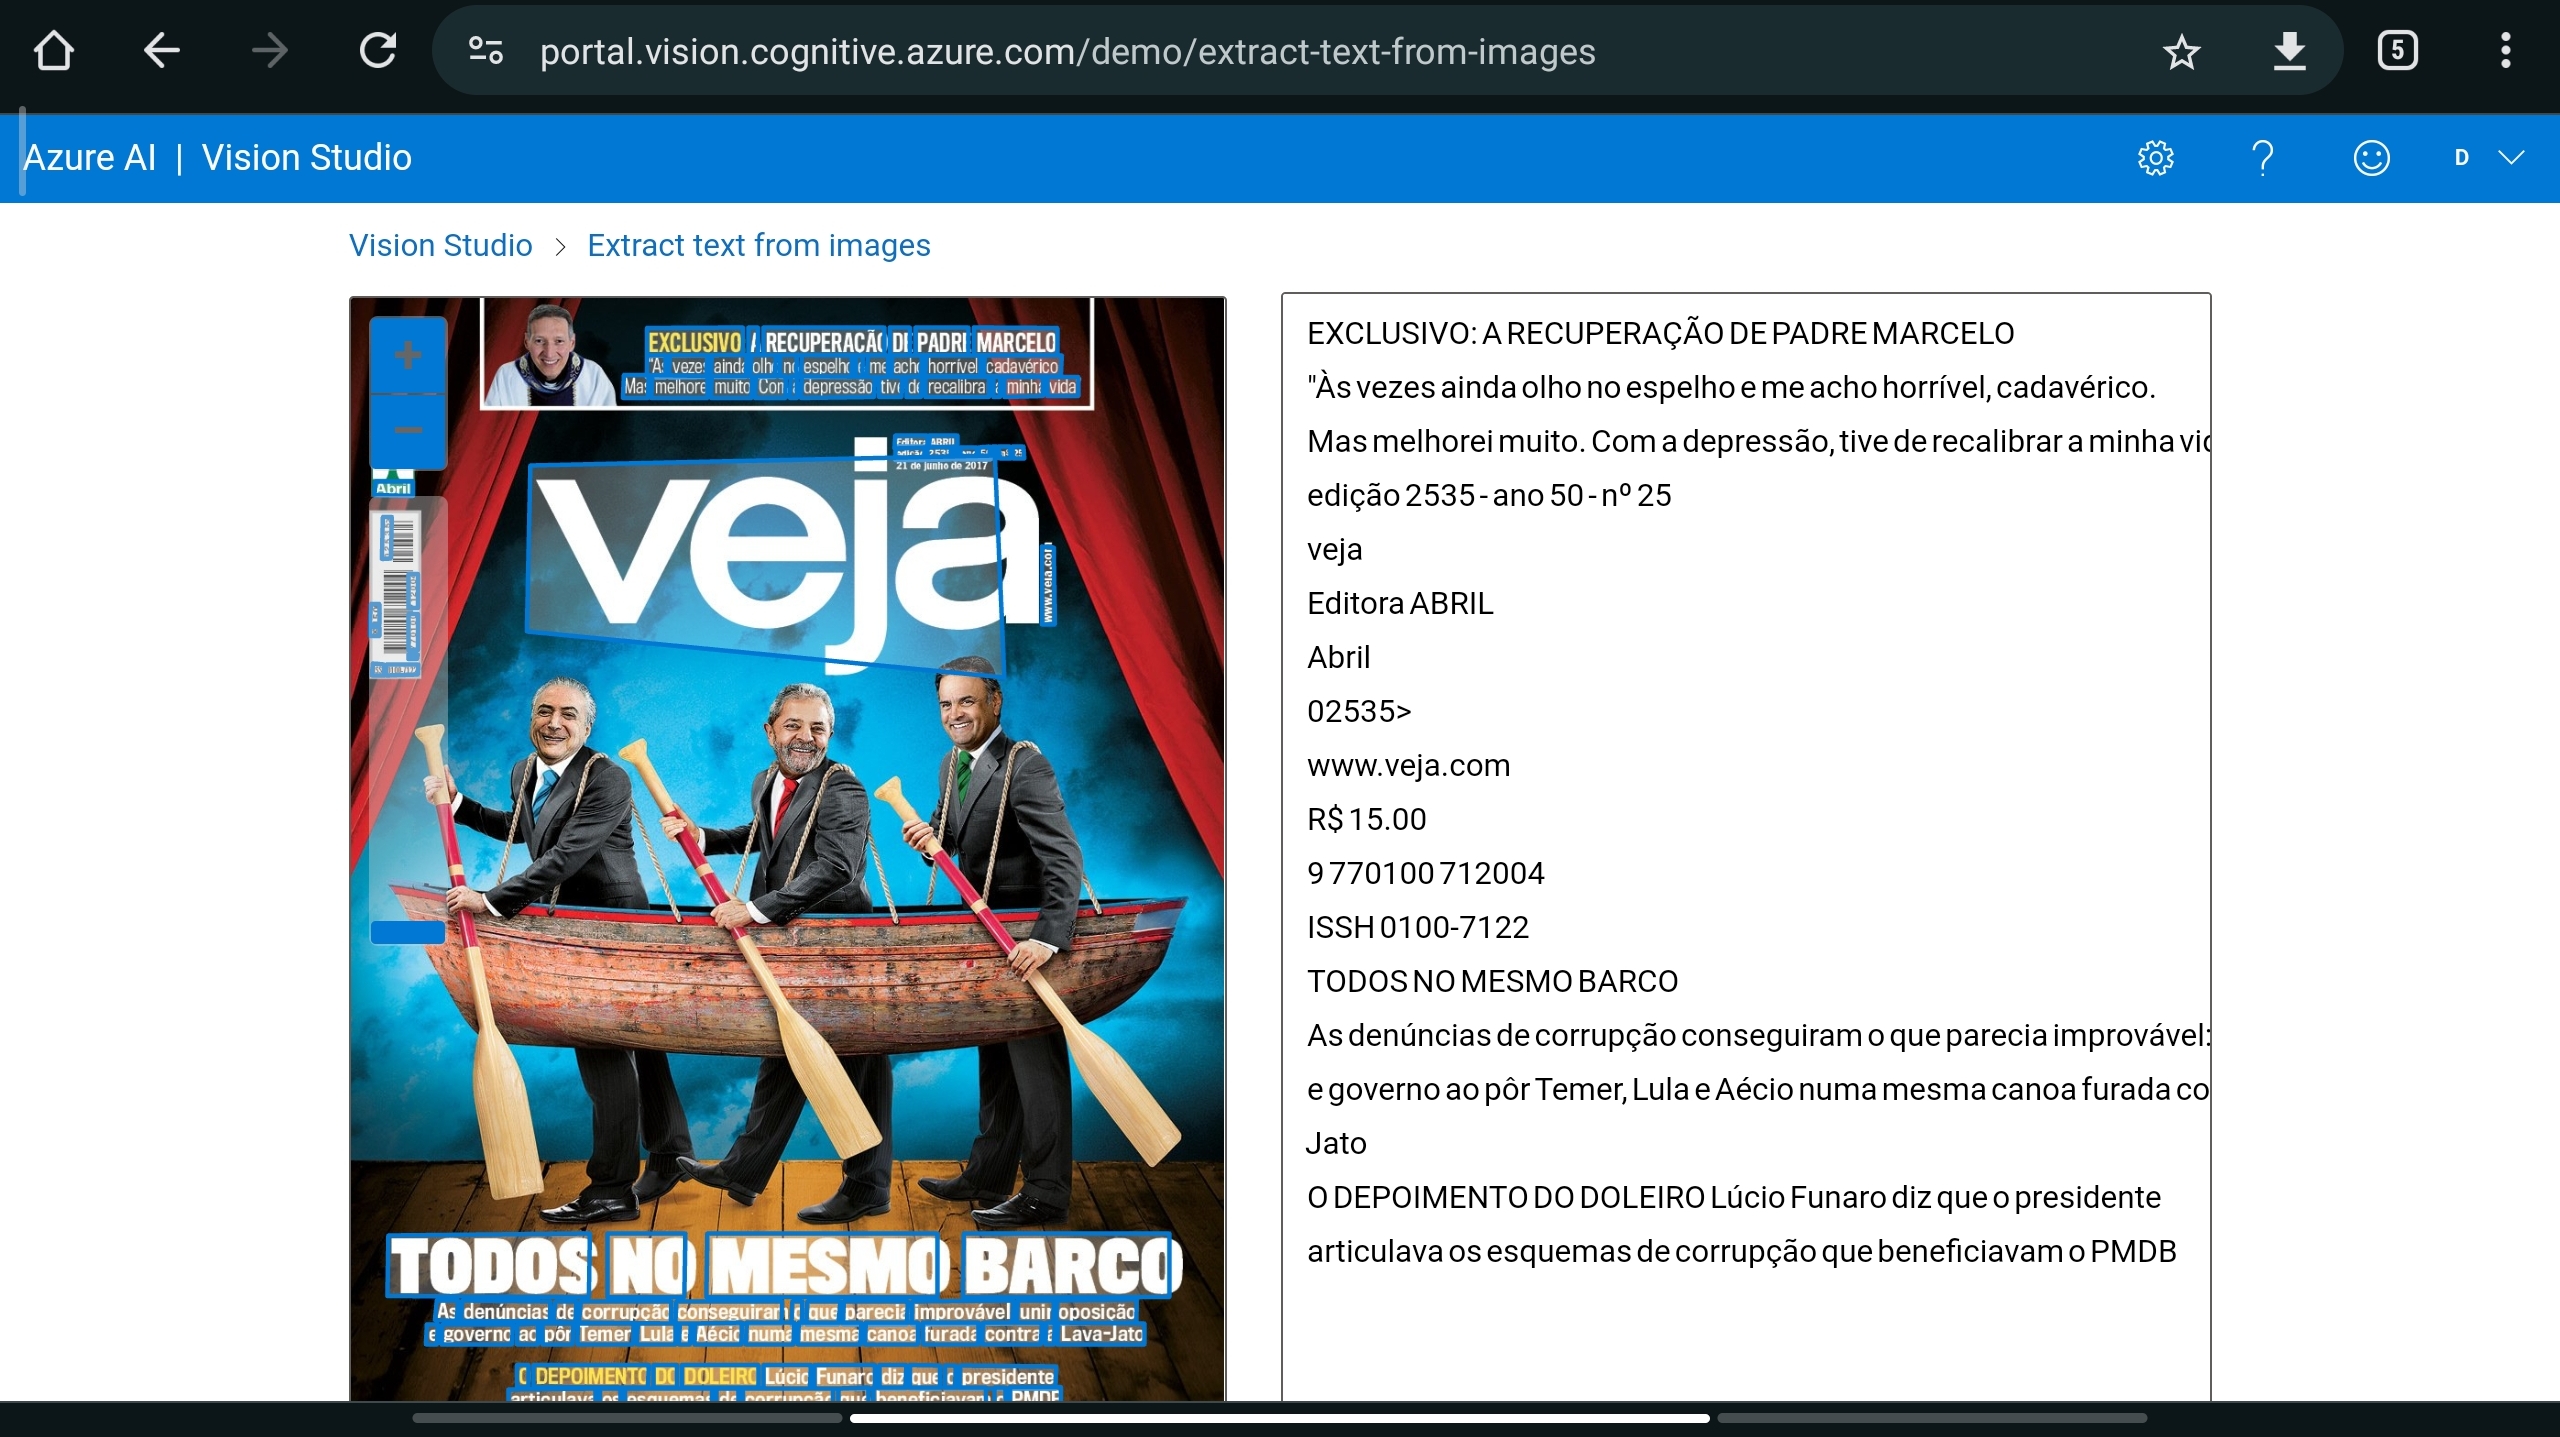 portal.vision.cognitive.azure.com/demo/extract-text-from-images
5
Azure AI | Vision Studio
D
Vision Studio > Extract text from images
EXCLUSIVO A RECUPERAÇÃO DE PADRE MARCELO
"Às vezes ainda olho no espelho e me acho horrível cadavérico
Mas melhorei muito Com a depressão tive de recalibrar a minha vida
Editora ABRIL
edição 2535 - ano 50 - nº 25
21 de junho de 2017
veja
www.veja.com
Abril
TODOS NO MESMO BARCO
As denúncias de corrupção conseguiram o que parecia improvável unir oposição
e governo ao pôr Temer Lula e Aécio numa mesma canoa furada contra a Lava-Jato
O DEPOIMENTO DO DOLEIRO Lúcio Funaro diz que o presidente
articulava os esquemas de corrupção que beneficiavam o PMDB
EXCLUSIVO: A RECUPERAÇÃO DE PADRE MARCELO
"Às vezes ainda olho no espelho e me acho horrível, cadavérico.
Mas melhorei muito. Com a depressão, tive de recalibrar a minha vid
edição 2535 - ano 50 - nº 25
veja
Editora ABRIL
Abril
02535>
www.veja.com
R$ 15.00
9 770100 712004
ISSH 0100-7122
TODOS NO MESMO BARCO
As denúncias de corrupção conseguiram o que parecia improvável:
e governo ao pôr Temer, Lula e Aécio numa mesma canoa furada co
Jato
O DEPOIMENTO DO DOLEIRO Lúcio Funaro diz que o presidente
articulava os esquemas de corrupção que beneficiavam o PMDB